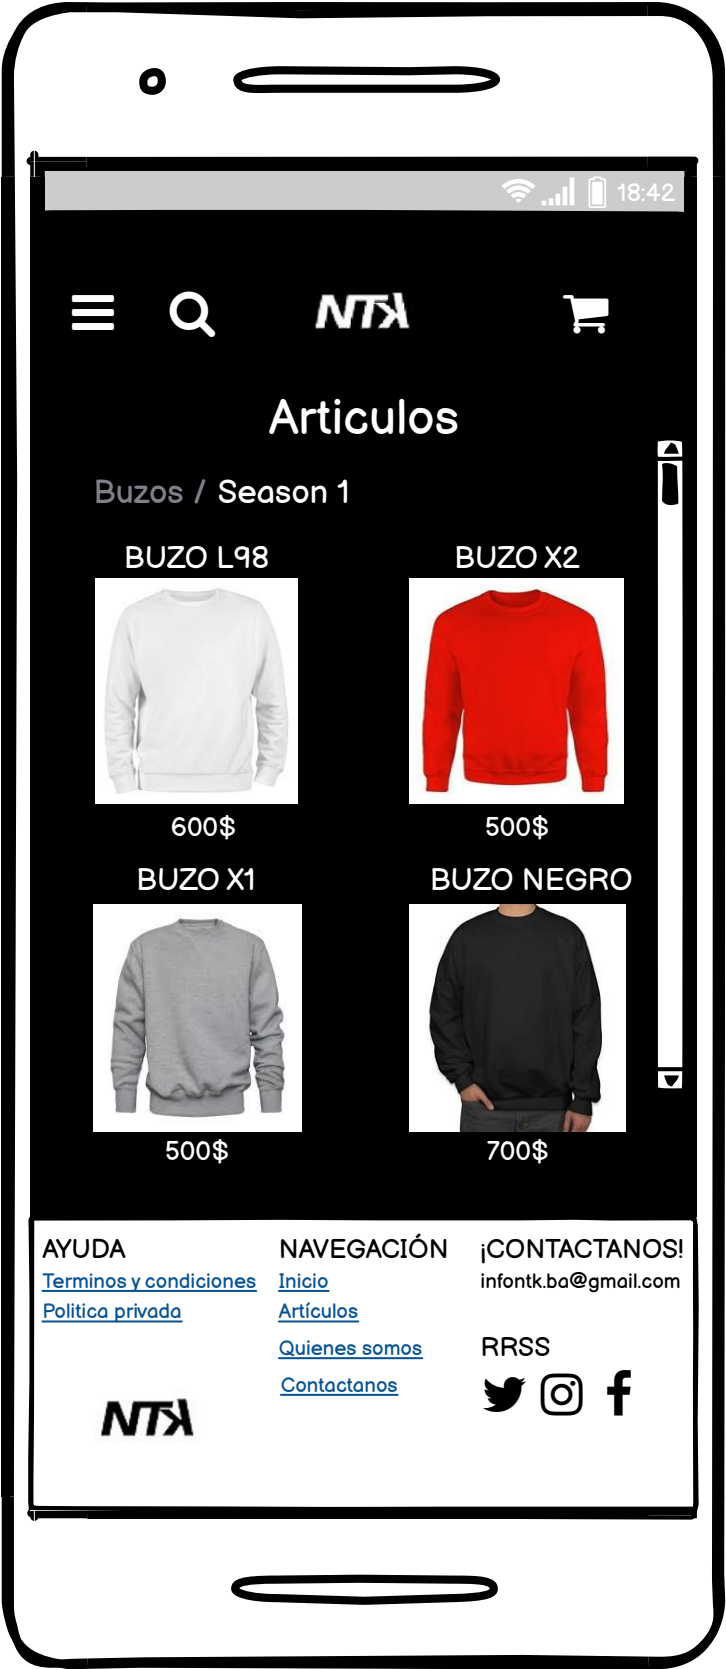 18:42
NTK
Articulos
Buzos / Season 1
BUZO L98
BUZO X2
600$
500$
BUZO X1
BUZO NEGRO
500$
700$
AYUDA
Terminos y condiciones
Politica privada
NTK
NAVEGACIÓN
Inicio
Artículos
Quienes somos
Contactanos
¡CONTACTANOS!
infontk.ba@gmail.com
RRSS